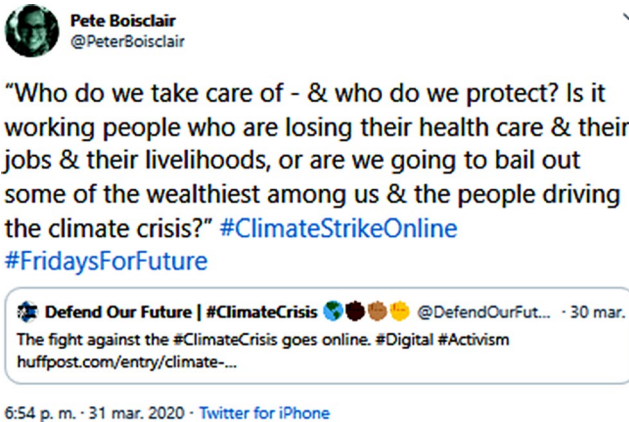 Pete Boisclair
@PeterBoisclair
“Who do we take care of - & who do we protect? Is it
working people who are losing their health care & their
jobs & their livelihoods, or are we going to bail out
some of the wealthiest among us & the people driving
the climate crisis?” #ClimateStrikeOnline
#FridaysForFuture
Defend Our Future | #ClimateCrisis 🌎✊🏿✊🏾✊ @DefendOurFut... · 30 mar.
The fight against the #ClimateCrisis goes online. #Digital #Activism
huffpost.com/entry/climate-...
6:54 p. m. · 31 mar. 2020 · Twitter for iPhone